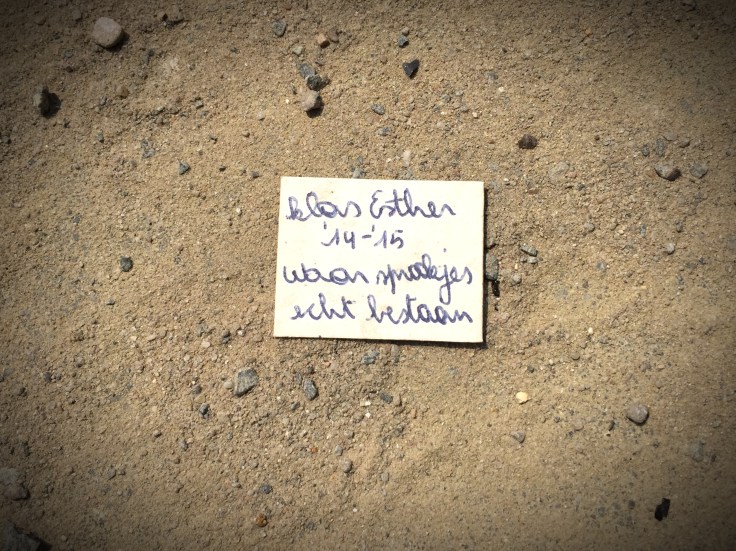 klas Esther
'14-'15
waar sprookjes
echt bestaan